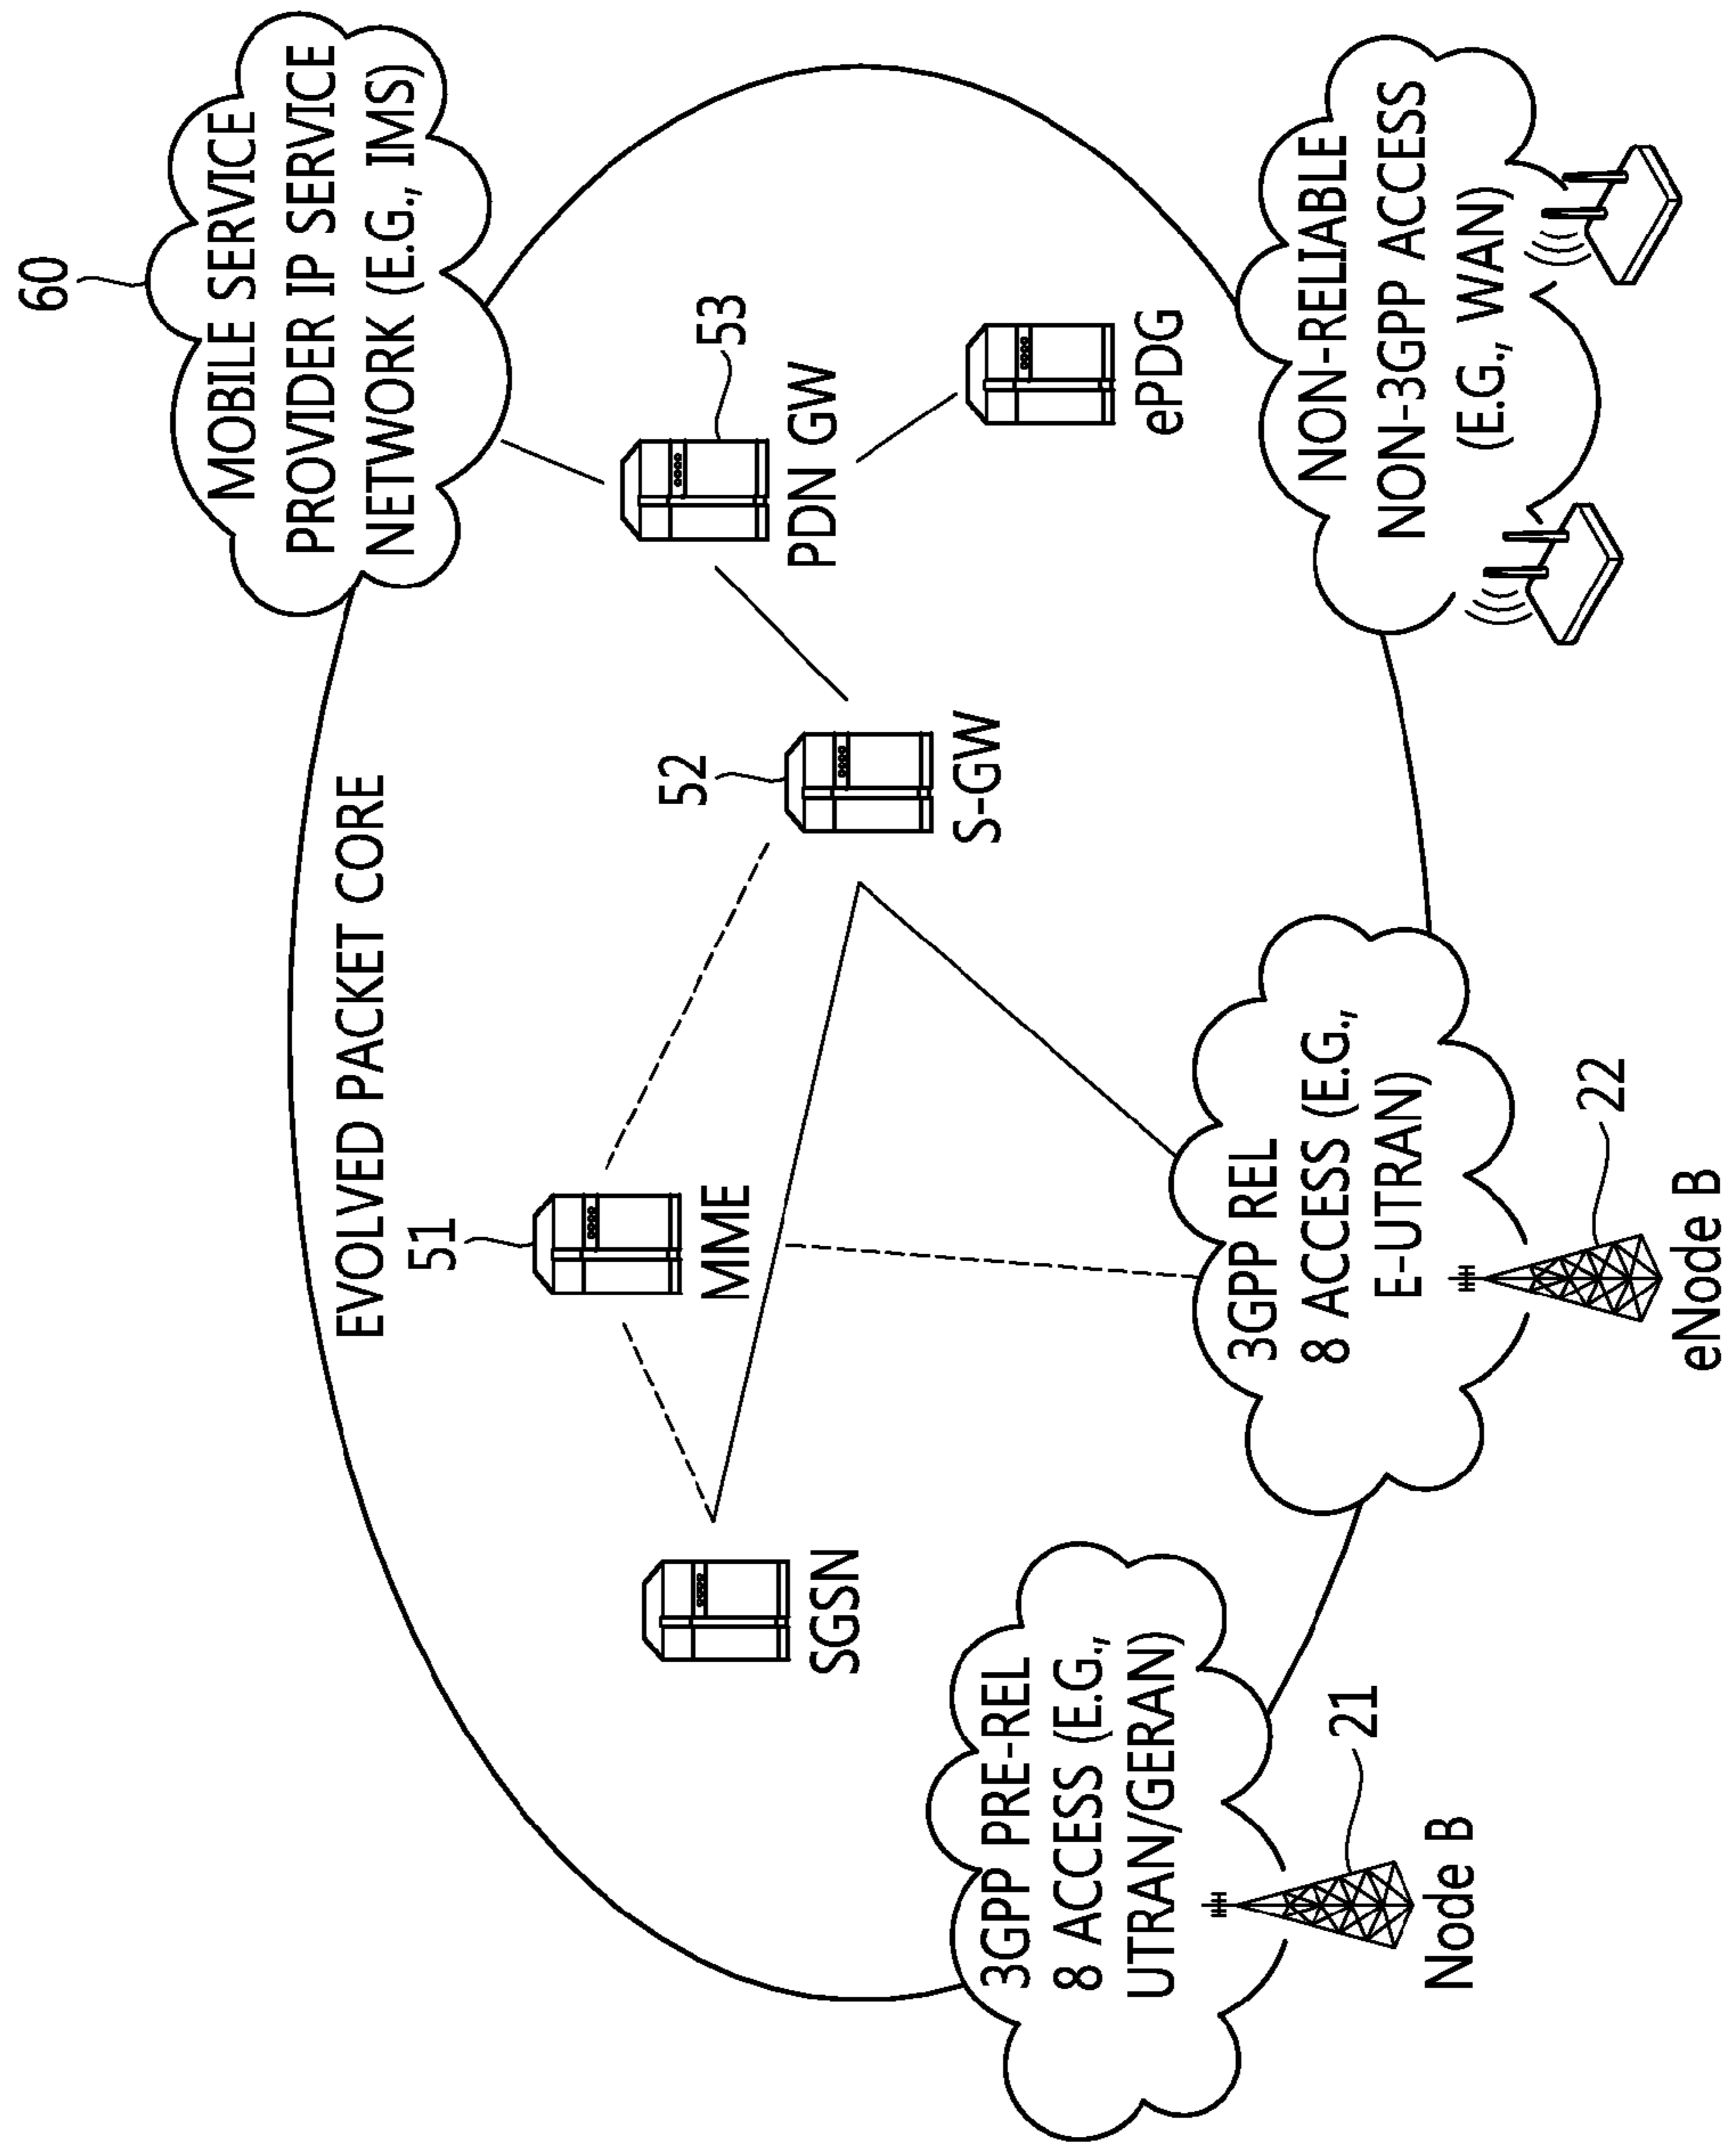 60
MOBILE SERVICE
PROVIDER IP SERVICE
NETWORK (E.G., IMS)
EVOLVED PACKET CORE
51
MME
52
S-GW
53
PDN GW
SGSN
ePDG
3GPP PRE-REL
8 ACCESS (E.G.,
UTRAN/GERAN)
21
Node B
3GPP REL
8 ACCESS (E.G.,
E-UTRAN)
22
eNode B
NON-RELIABLE
NON-3GPP ACCESS
(E.G., WAN)